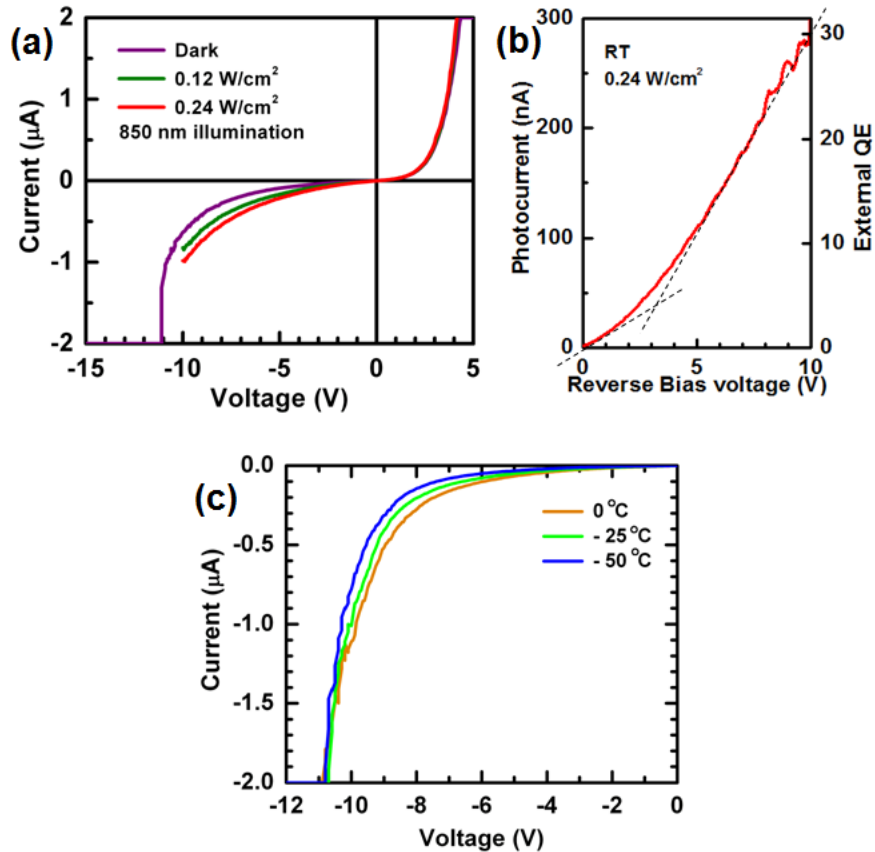 (a)
Dark
0.12 W/cm²
0.24 W/cm²
850 nm illumination
Current (μA)
2
1
0
-1
-2
-15 -10 -5 0 5
Voltage (V)
(b)
RT
0.24 W/cm²
Photocurrent (nA)
300
200
100
0
External QE
30
20
10
0
0 5 10
Reverse Bias voltage (V)
(c)
0 °C
- 25 °C
- 50 °C
Current (μA)
0.0
-0.5
-1.0
-1.5
-2.0
-12 -10 -8 -6 -4 -2 0
Voltage (V)